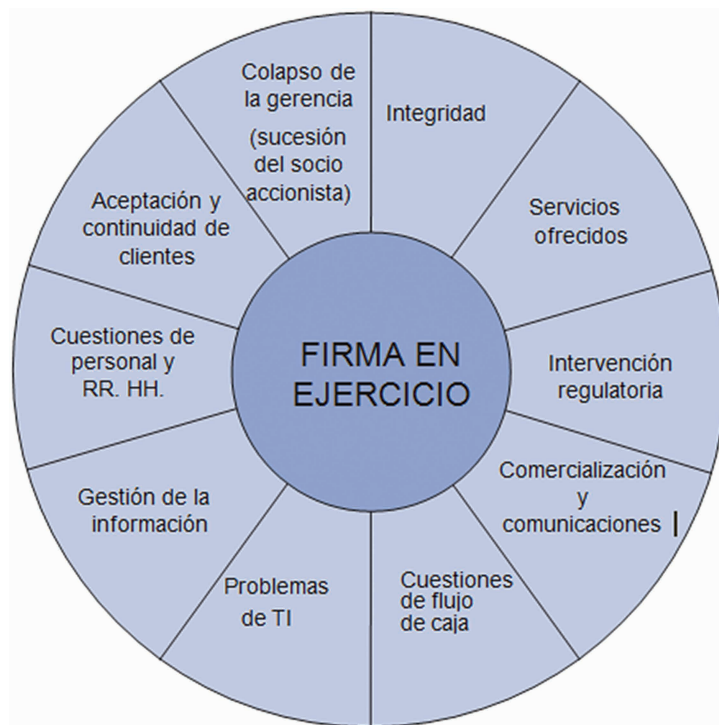 Colapso de
la gerencia
(sucesión
del socio
accionista)
Integridad
Servicios
ofrecidos
Intervención
regulatoria
Comercialización
y
comunicaciones
Cuestiones
de flujo
de caja
Problemas
de TI
Gestión de la
información
Cuestiones de
personal y
RR. HH.
Aceptación y
continuidad de
clientes
FIRMA EN
EJERCICIO